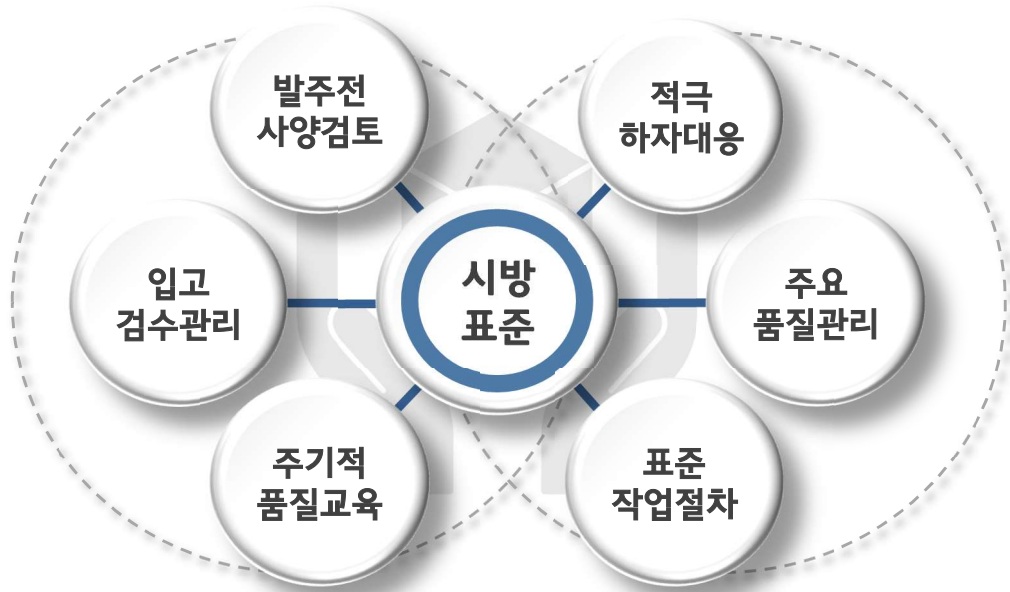 발주전
사양검토
적극
하자대응
입고
검수관리
시방
표준
주요
품질관리
주기적
품질교육
표준
작업절차